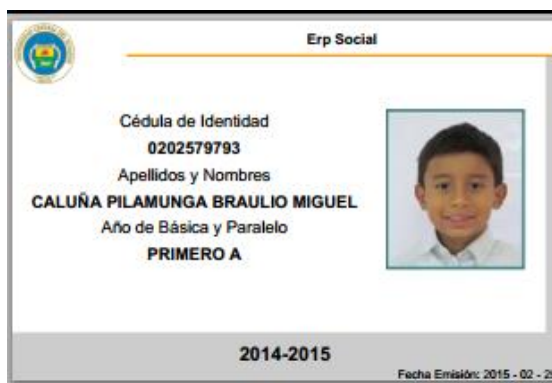 Erp Social
Cédula de Identidad
0202579793
Apellidos y Nombres
CALUÑA PILAMUNGA BRAULIO MIGUEL
Año de Básica y Paralelo
PRIMERO A
2014-2015
Fecha Emisión: 2015 - 02 - 2